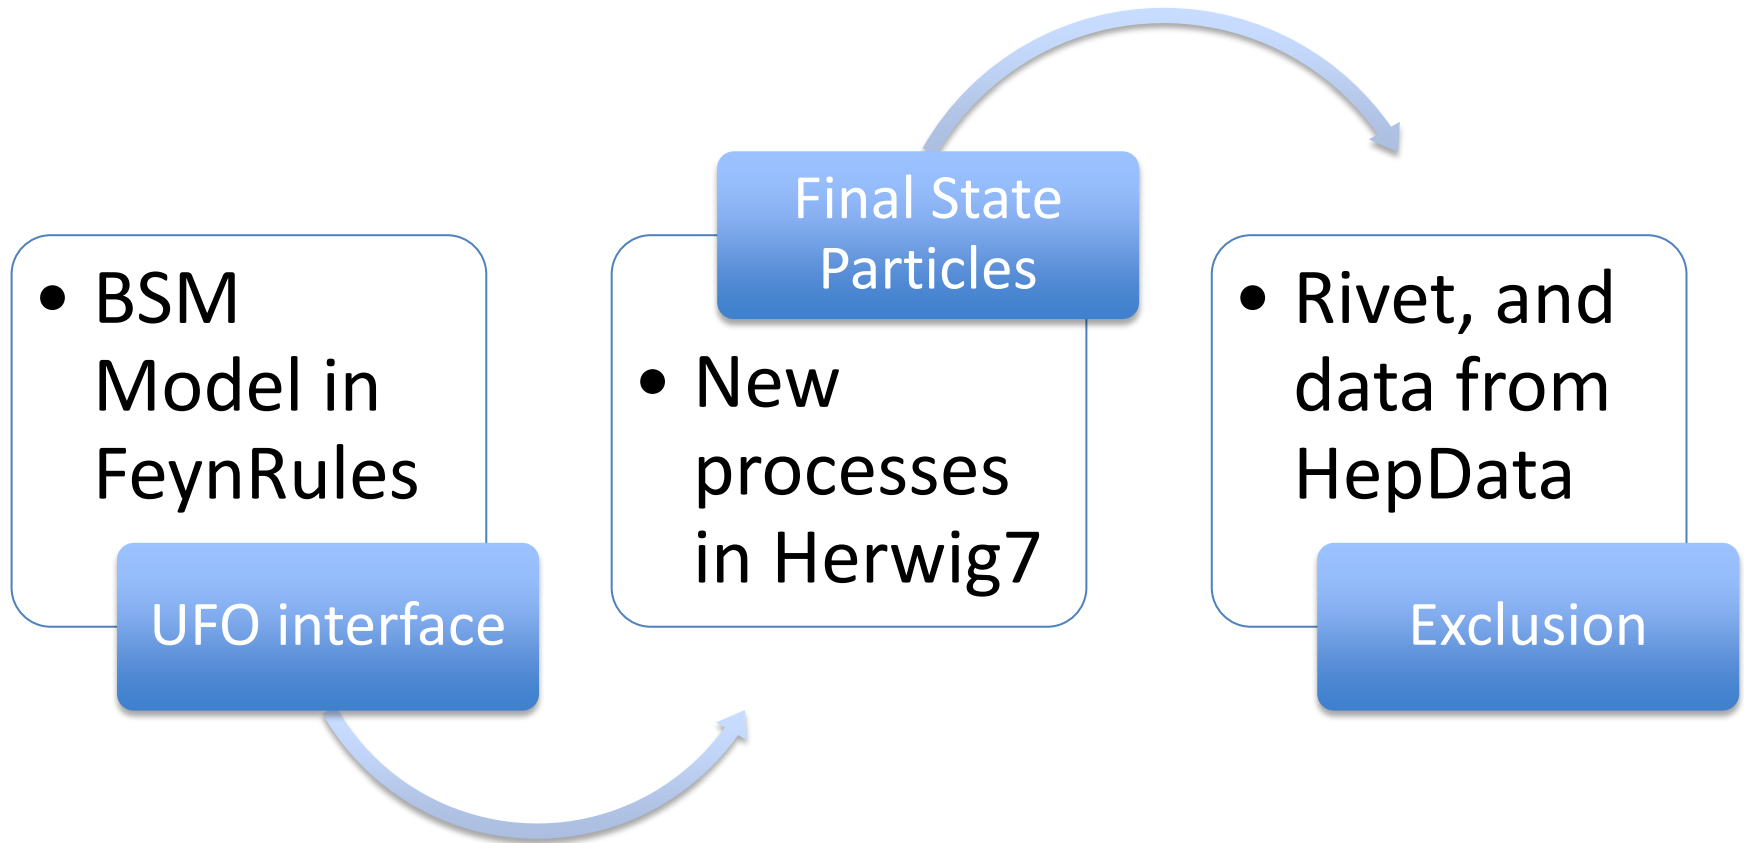 • BSM
Model in
FeynRules
UFO interface
Final State
Particles
• New
processes
in Herwig7
• Rivet, and
data from
HepData
Exclusion